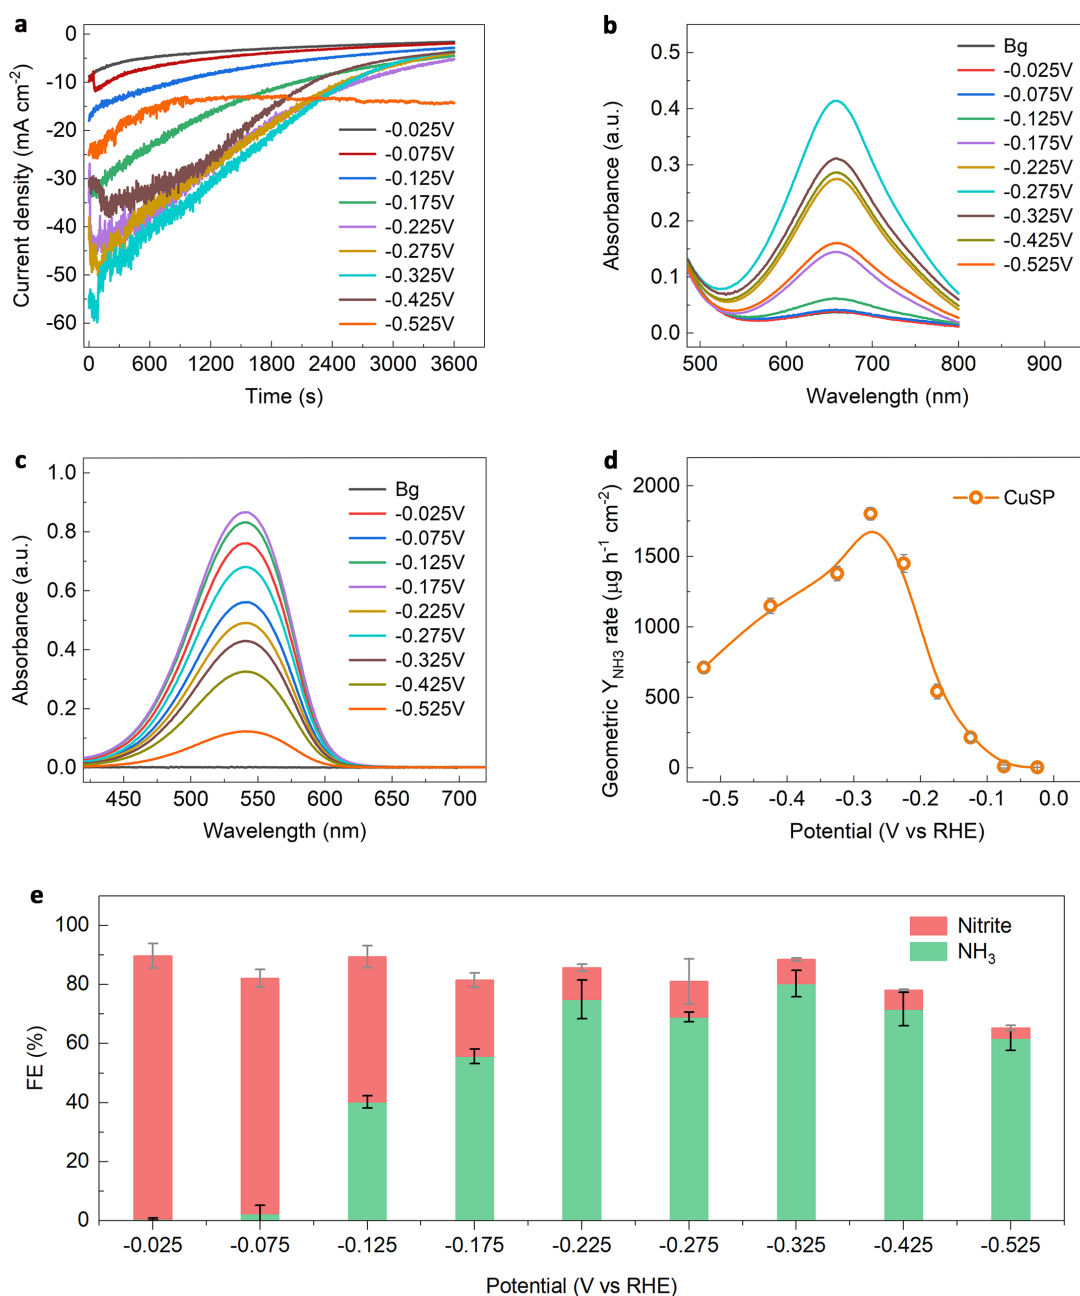 a
Current density (mA cm-2)
0
-10
-20
-30
-40
-50
-60
0 600 1200 1800 2400 3000 3600
Time (s)
-0.025V
-0.075V
-0.125V
-0.175V
-0.225V
-0.275V
-0.325V
-0.425V
-0.525V
b
Absorbance (a.u.)
0.5
0.4
0.3
0.2
0.1
0.0
500 600 700 800 900
Wavelength (nm)
Bg
-0.025V
-0.075V
-0.125V
-0.175V
-0.225V
-0.275V
-0.325V
-0.425V
-0.525V
c
Absorbance (a.u.)
1.0
0.8
0.6
0.4
0.2
0.0
450 500 550 600 650 700
Wavelength (nm)
Bg
-0.025V
-0.075V
-0.125V
-0.175V
-0.225V
-0.275V
-0.325V
-0.425V
-0.525V
d
Geometric YNH3 rate (μg h-1 cm-2)
2000
1500
1000
500
0
-0.5 -0.4 -0.3 -0.2 -0.1 0.0
Potential (V vs RHE)
CuSP
e
FE (%)
100
80
60
40
20
0
-0.025 -0.075 -0.125 -0.175 -0.225 -0.275 -0.325 -0.425 -0.525
Potential (V vs RHE)
Nitrite
NH3